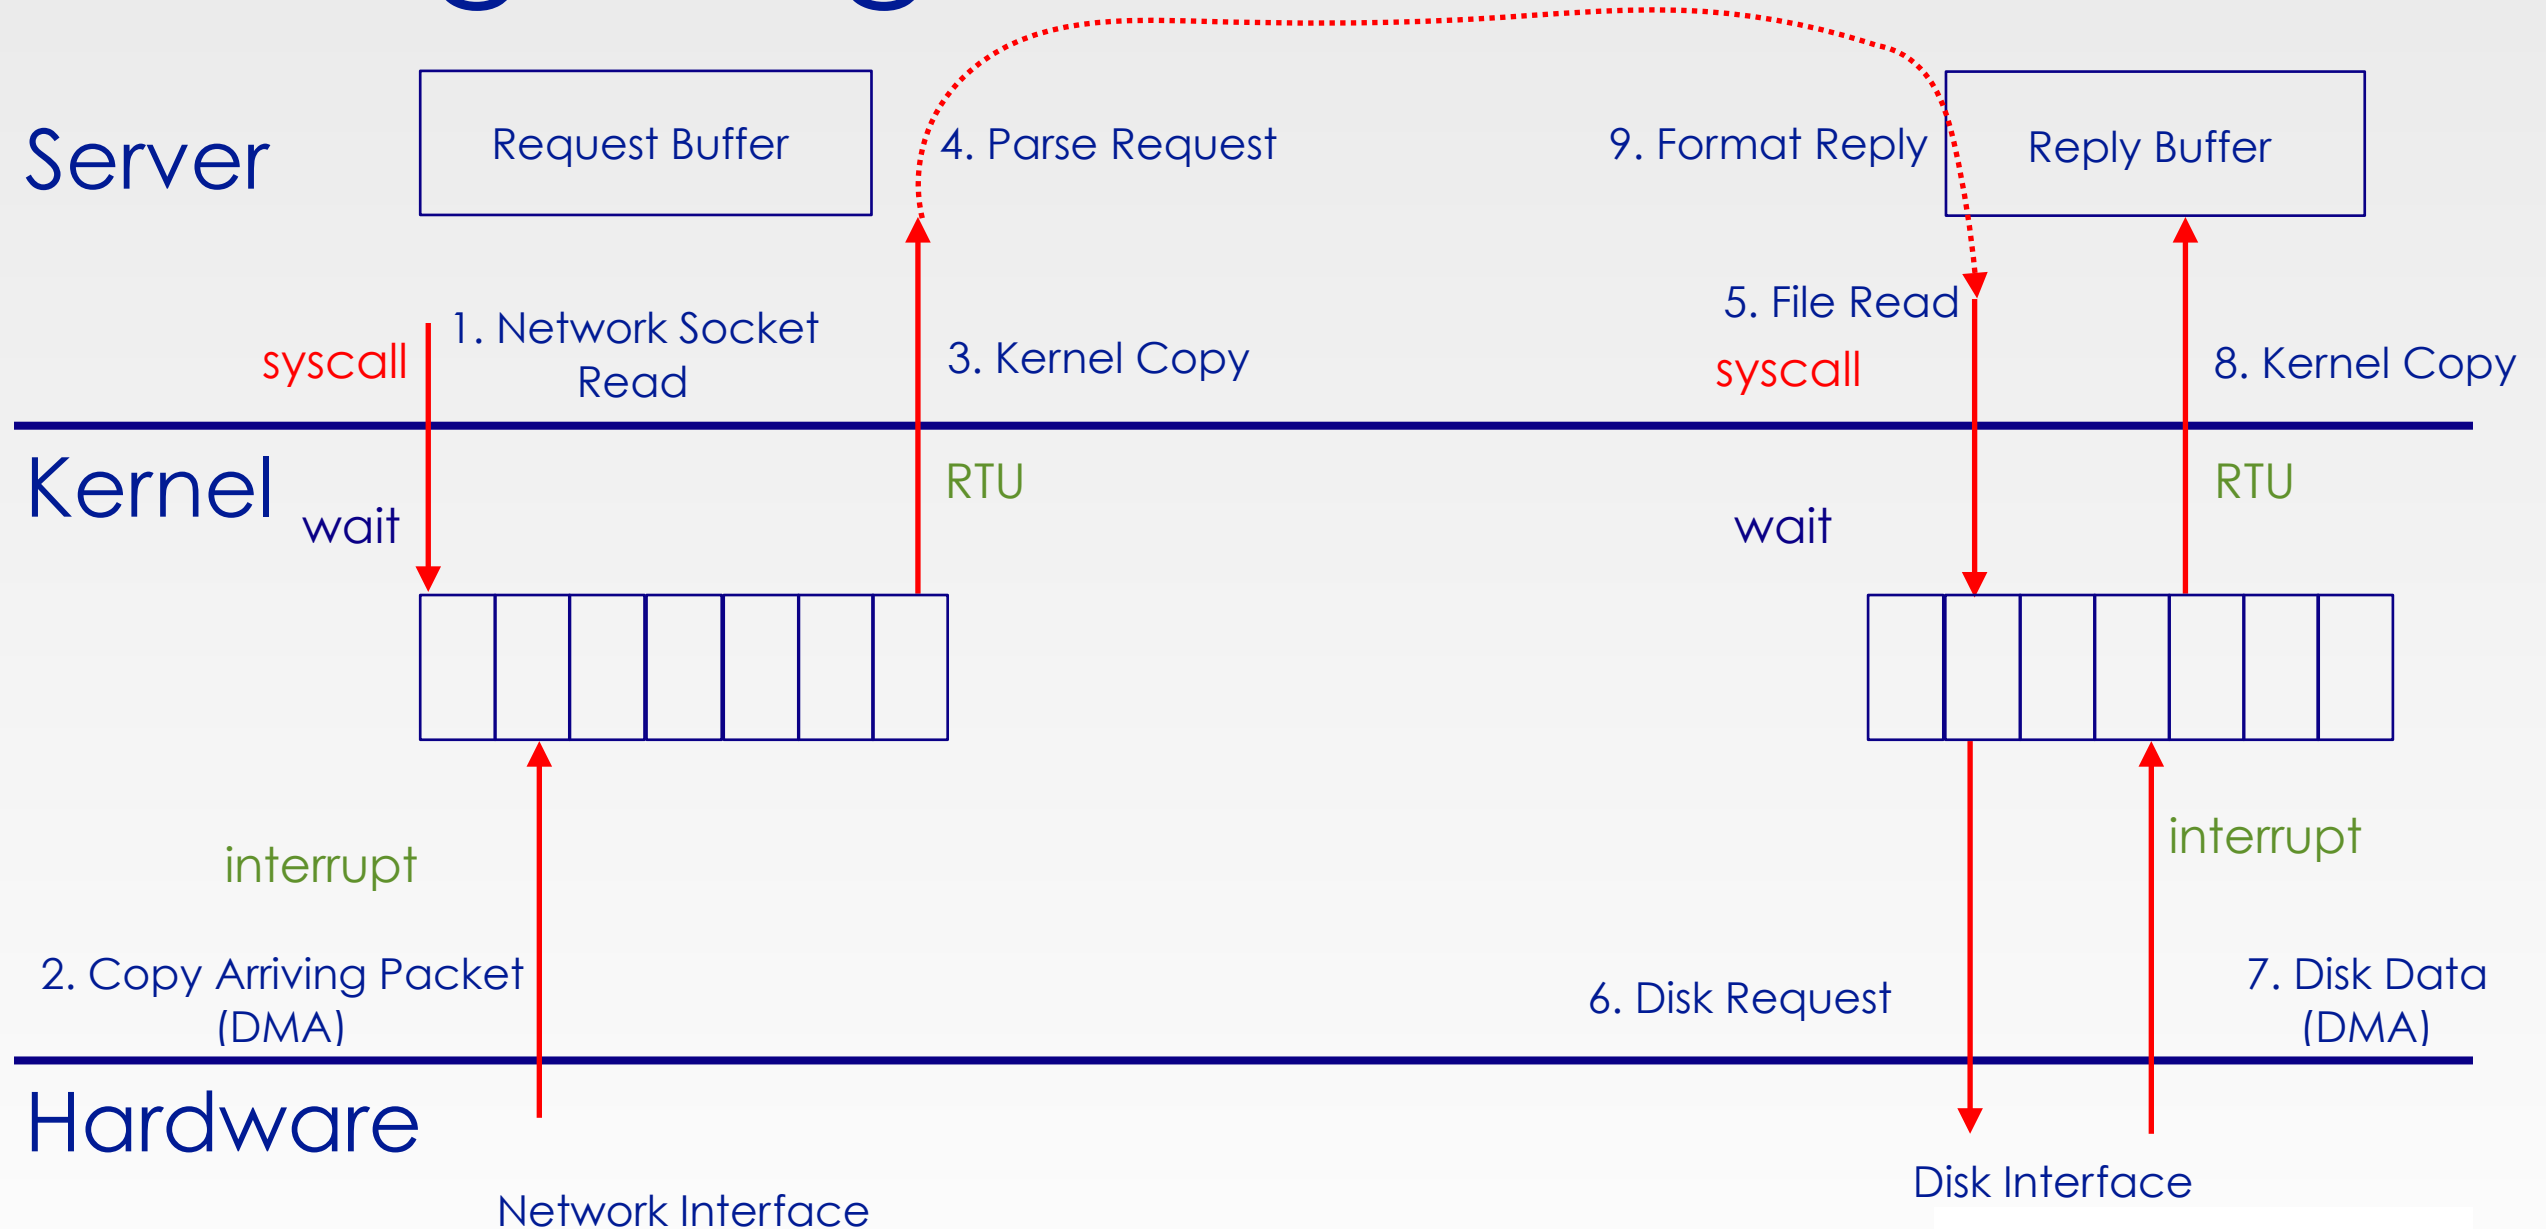 Server
Request Buffer
4. Parse Request
9. Format Reply
Reply Buffer
syscall
1. Network Socket
Read
3. Kernel Copy
5. File Read
syscall
8. Kernel Copy
Kernel
wait
RTU
wait
RTU
interrupt
interrupt
2. Copy Arriving Packet
(DMA)
6. Disk Request
7. Disk Data
(DMA)
Hardware
Network Interface
Disk Interface